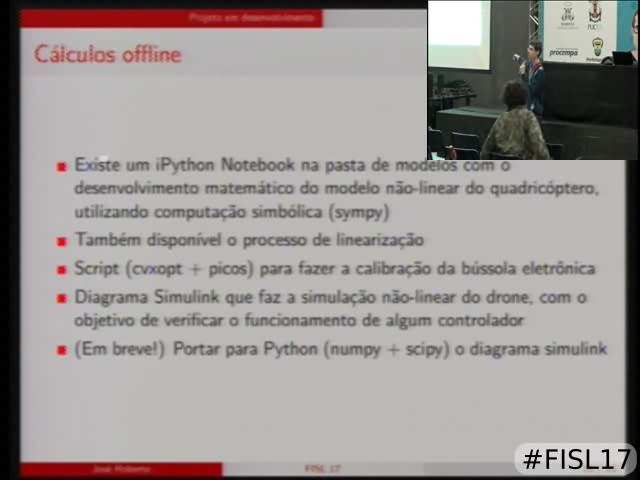 Projeto em desenvolvimento
Cálculos offline
Existe um iPython Notebook na pasta de modelos com o
desenvolvimento matemático do modelo não-linear do quadricóptero,
utilizando computação simbólica (sympy)
Também disponível o processo de linearização
Script (cvxopt + picos) para fazer a calibração da bússola eletrônica
Diagrama Simulink que faz a simulação não-linear do drone, com o
objetivo de verificar o funcionamento de algum controlador
(Em breve!) Portar para Python (numpy + scipy) o diagrama simulink
procempa
José Roberto
FISL 17
#FISL17